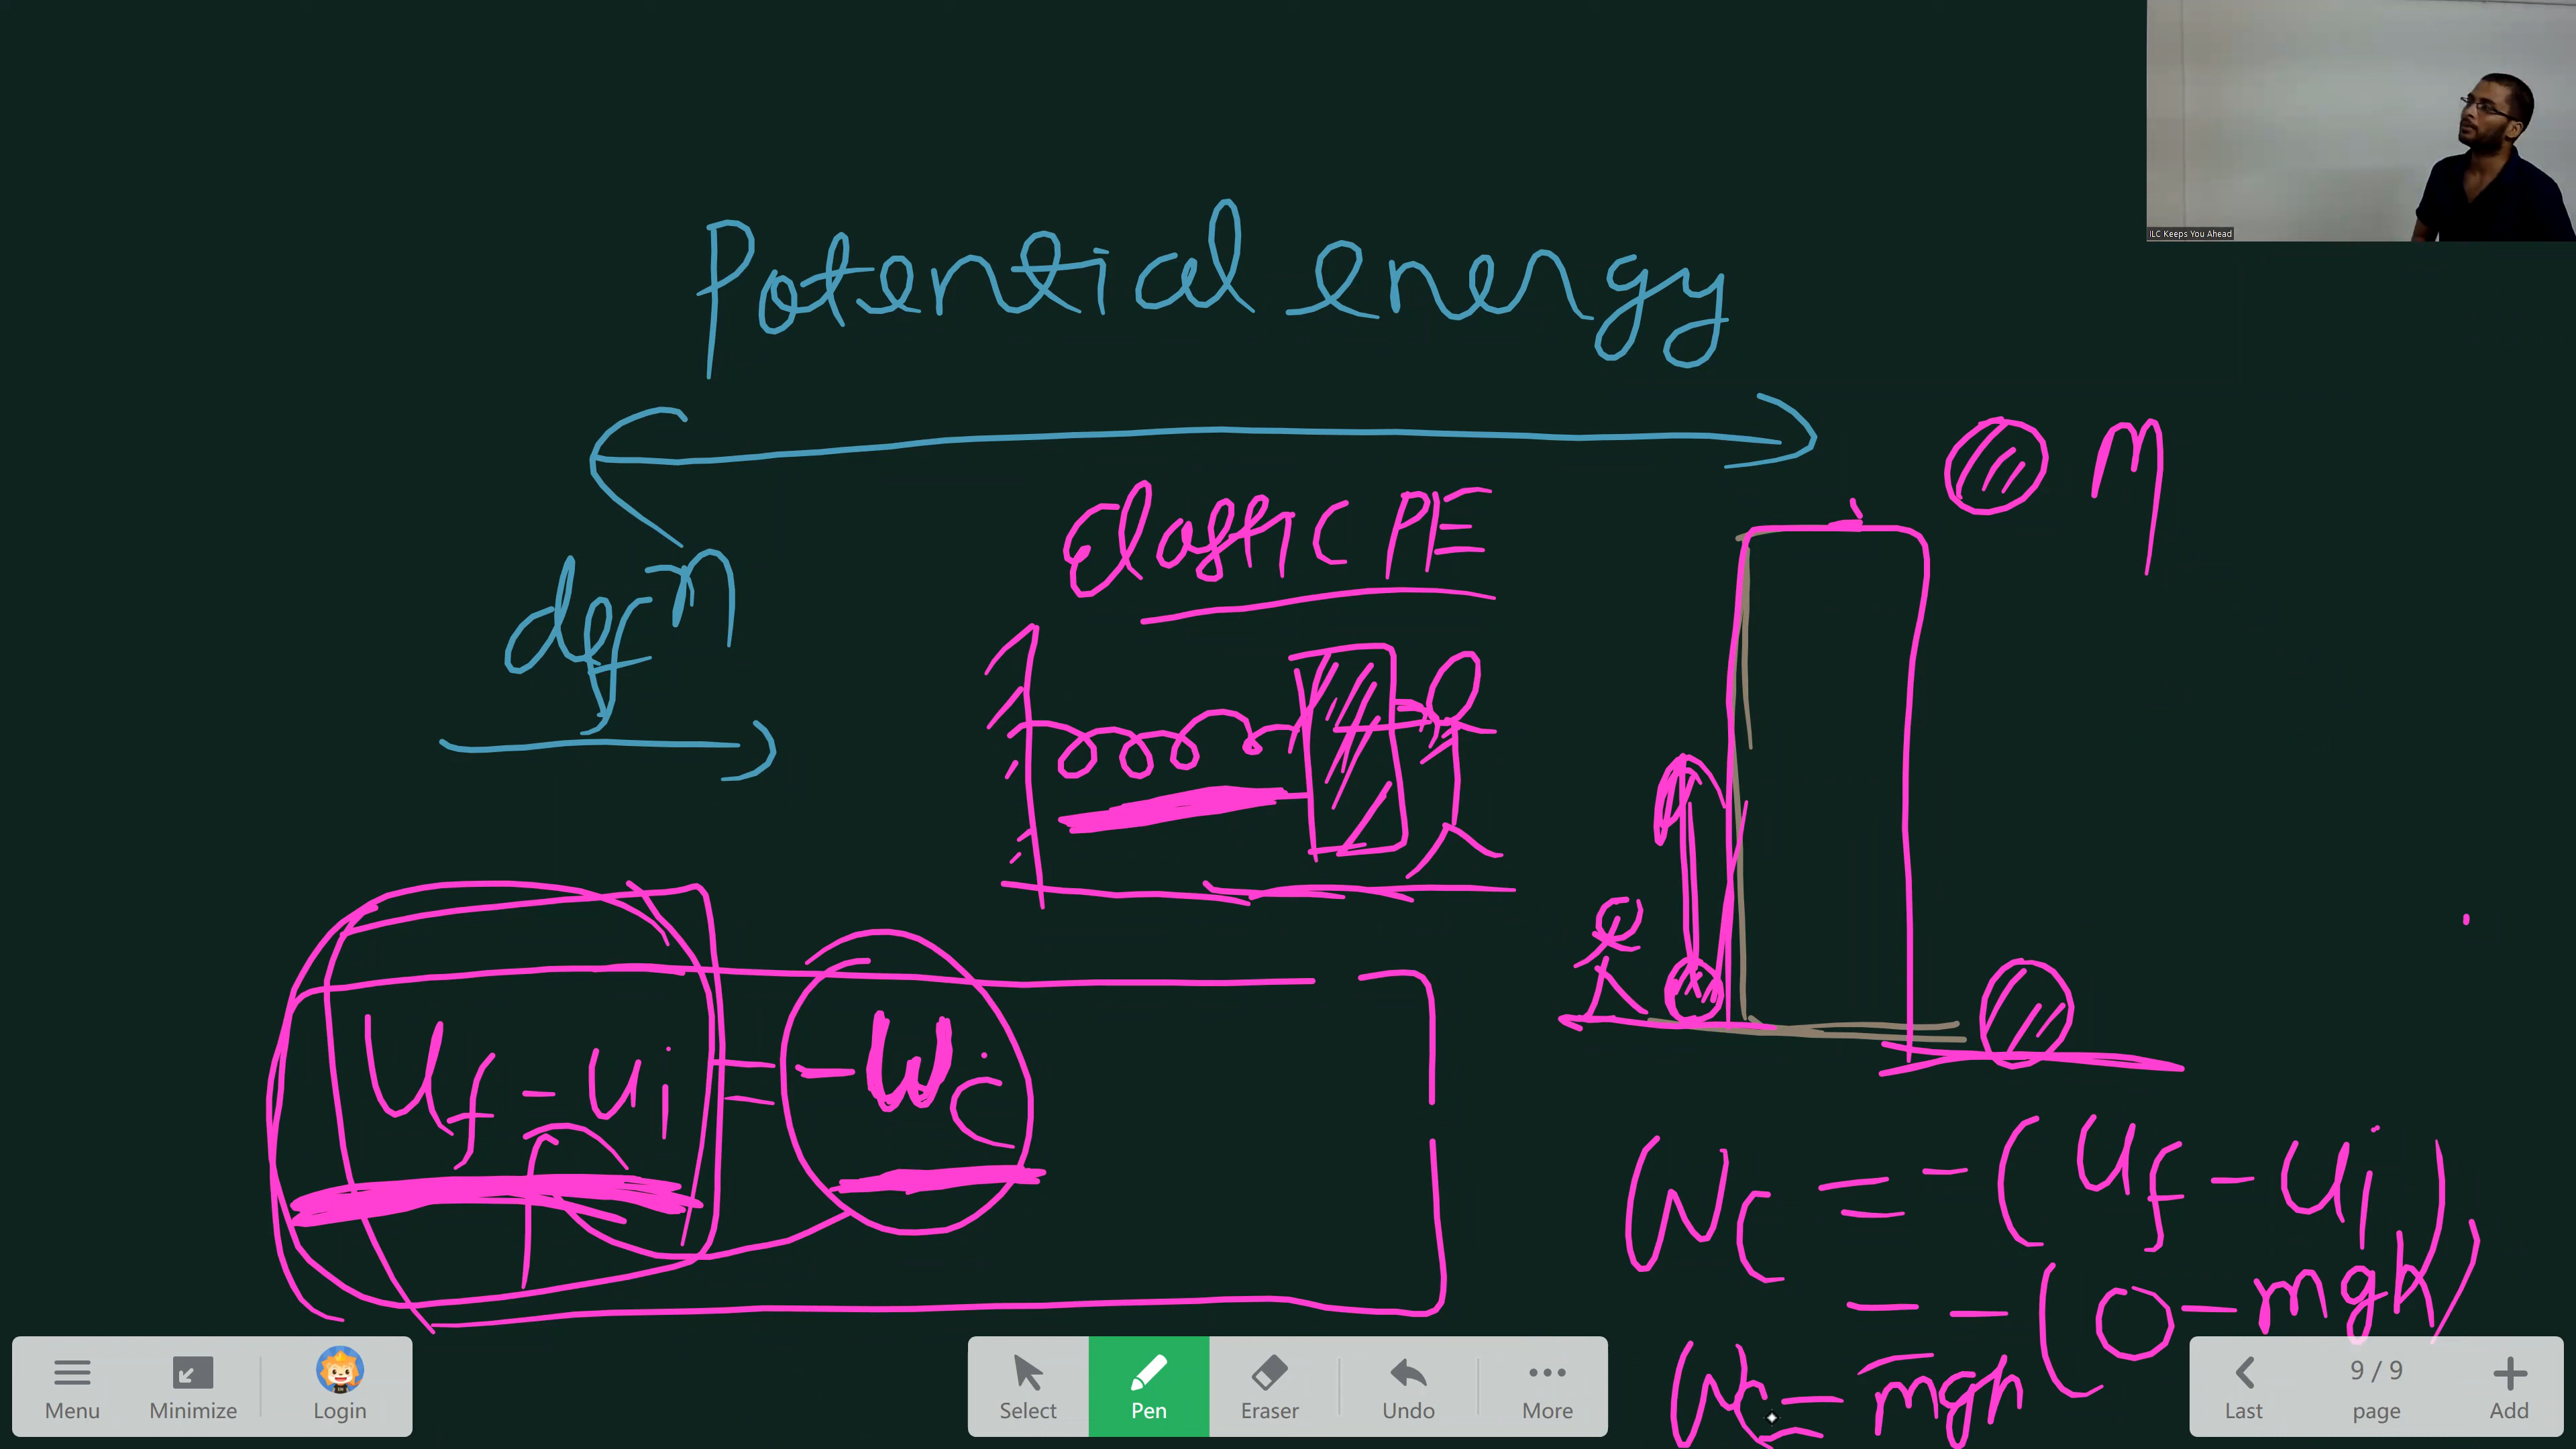 ILC Keeps You Ahead
Potential energy
defⁿ
Elastic PE
m
Uf - Ui = -Wc
Wc = -(Uf - Ui)
= -(0 - mgh)
Wc = mgh
Menu
Minimize
Login
Select
Pen
Eraser
Undo
More
Last
9 / 9
page
Add